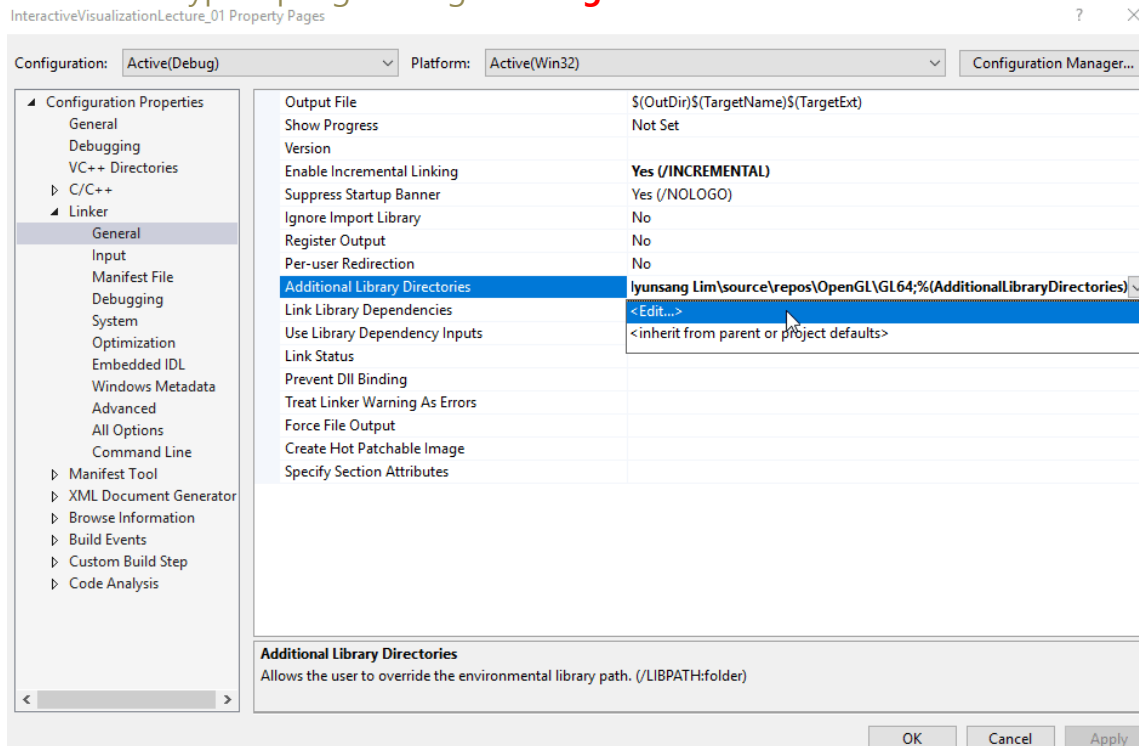 InteractiveVisualizationLecture_01 Property Pages ?
Configuration: Active(Debug) Platform: Active(Win32) Configuration Manager...
Configuration Properties
General
Debugging
VC++ Directories
C/C++
Linker
General
Input
Manifest File
Debugging
System
Optimization
Embedded IDL
Windows Metadata
Advanced
All Options
Command Line
Manifest Tool
XML Document Generator
Browse Information
Build Events
Custom Build Step
Code Analysis
Output File $(OutDir)$(TargetName)$(TargetExt)
Show Progress Not Set
Version
Enable Incremental Linking Yes (/INCREMENTAL)
Suppress Startup Banner Yes (/NOLOGO)
Ignore Import Library No
Register Output No
Per-user Redirection No
Additional Library Directories lyunsang Lim\source\repos\OpenGL\GL64;%(AdditionalLibraryDirectories)
Link Library Dependencies <Edit...>
Use Library Dependency Inputs <inherit from parent or project defaults>
Link Status
Prevent Dll Binding
Treat Linker Warning As Errors
Force File Output
Create Hot Patchable Image
Specify Section Attributes
Additional Library Directories
Allows the user to override the environmental library path. (/LIBPATH:folder)
OK Cancel Apply